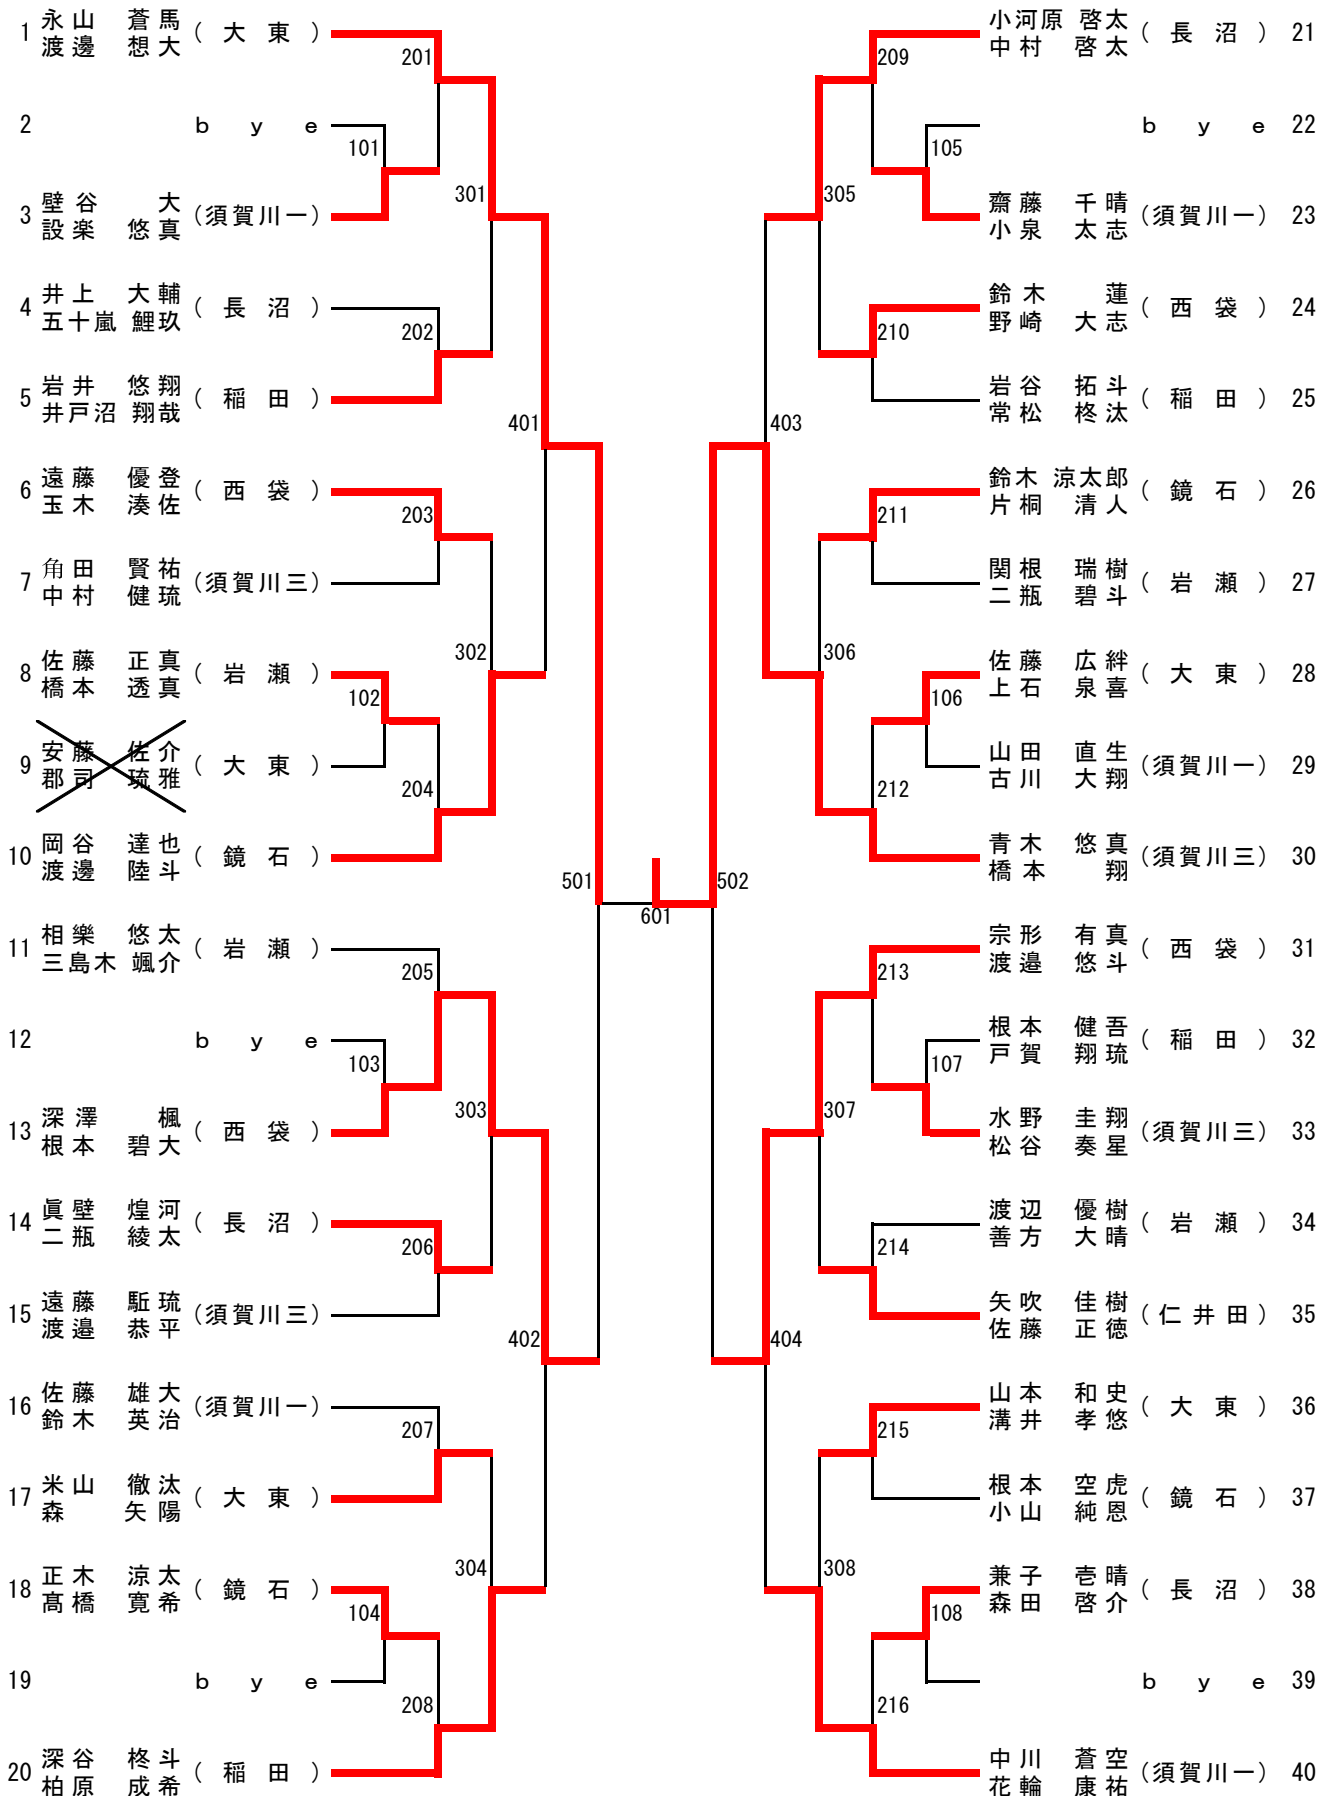 1 永山 蒼馬 (大東)
渡邊 想大
2 bye
3 壁谷 大 (須賀川一)
設楽 悠真
4 井上 大輔 (長沼)
五十嵐 鯉玖
5 岩井 悠翔 (稲田)
井戸沼 翔哉
6 遠藤 優登 (西袋)
玉木 湊佐
7 角田 賢祐 (須賀川三)
中村 健琉
8 佐藤 正真 (岩瀬)
橋本 透真
9 安藤 佐介 (大東)
郡司 琉雅
10 岡谷 達也 (鏡石)
渡邊 陸斗
11 相樂 悠太 (岩瀬)
三島木 颯介
12 bye
13 深澤 楓 (西袋)
根本 碧大
14 眞壁 煌河 (長沼)
二瓶 綾太
15 遠藤 駈琉 (須賀川三)
渡邉 恭平
16 佐藤 雄大 (須賀川一)
鈴木 英治
17 米山 徹汰 (大東)
森 矢陽
18 正木 涼太 (鏡石)
髙橋 寛希
19 bye
20 深谷 柊斗 (稲田)
柏原 成希
101
102
103
104
201
202
203
204
205
206
207
208
301
302
303
304
401
402
501
601
502
403
404
305
306
307
308
209
210
211
212
213
214
215
216
105
106
107
108
小河原 啓太 (長沼) 21
中村 啓太
bye 22
齋藤 千晴 (須賀川一) 23
小泉 太志
鈴木 蓮 (西袋) 24
野崎 大志
岩谷 拓斗 (稲田) 25
常松 柊汰
鈴木 涼太郎 (鏡石) 26
片桐 清人
関根 瑞樹 (岩瀬) 27
二瓶 碧斗
佐藤 広絆 (大東) 28
上石 泉喜
山田 直生 (須賀川一) 29
古川 大翔
青木 悠真 (須賀川三) 30
橋本 翔
宗形 有真 (西袋) 31
渡邉 悠斗
根本 健吾 (稲田) 32
戸賀 翔琉
水野 圭翔 (須賀川三) 33
松谷 奏星
渡辺 優樹 (岩瀬) 34
善方 大晴
矢吹 佳樹 (仁井田) 35
佐藤 正徳
山本 和史 (大東) 36
溝井 孝悠
根本 空虎 (鏡石) 37
小山 純恩
兼子 壱晴 (長沼) 38
森田 啓介
bye 39
中川 蒼空 (須賀川一) 40
花輪 康祐